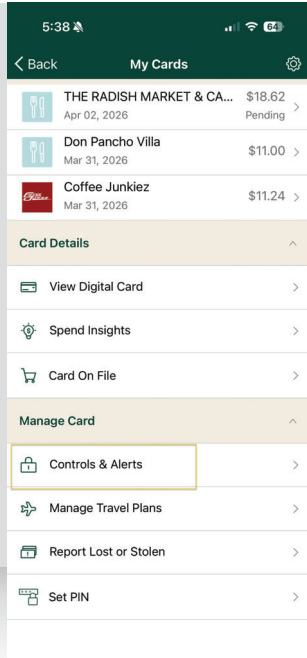 5:38
64
Back My Cards
THE RADISH MARKET & CA... $18.62
Apr 02, 2026 Pending
Don Pancho Villa $11.00
Mar 31, 2026
Coffee Junkiez $11.24
Mar 31, 2026
Card Details
View Digital Card
Spend Insights
Card On File
Manage Card
Controls & Alerts
Manage Travel Plans
Report Lost or Stolen
Set PIN